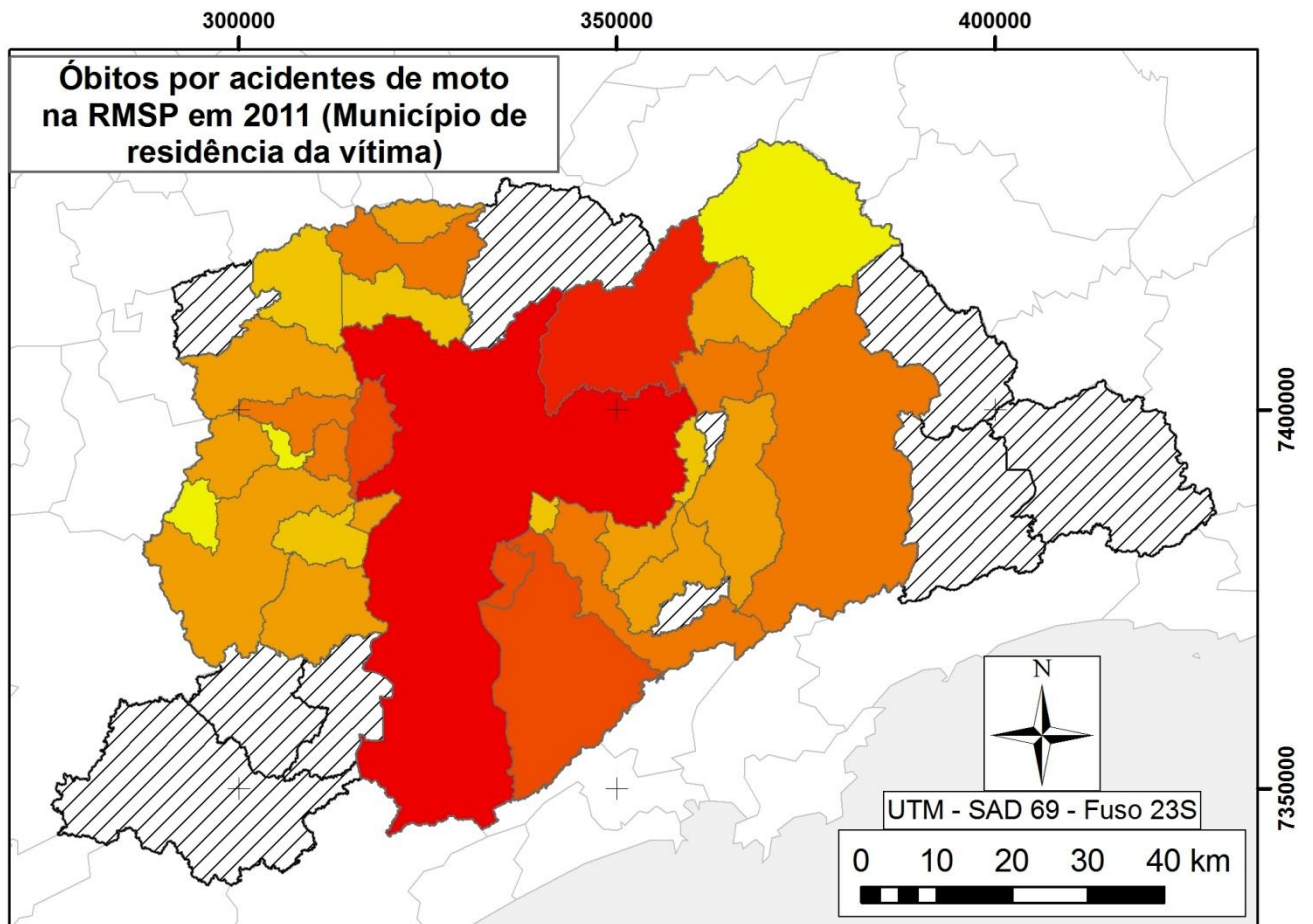 300000
350000
400000
Óbitos por acidentes de moto
na RMSP em 2011 (Município de
residência da vítima)
7400000
7350000
N
UTM - SAD 69 - Fuso 23S
0 10 20 30 40 km